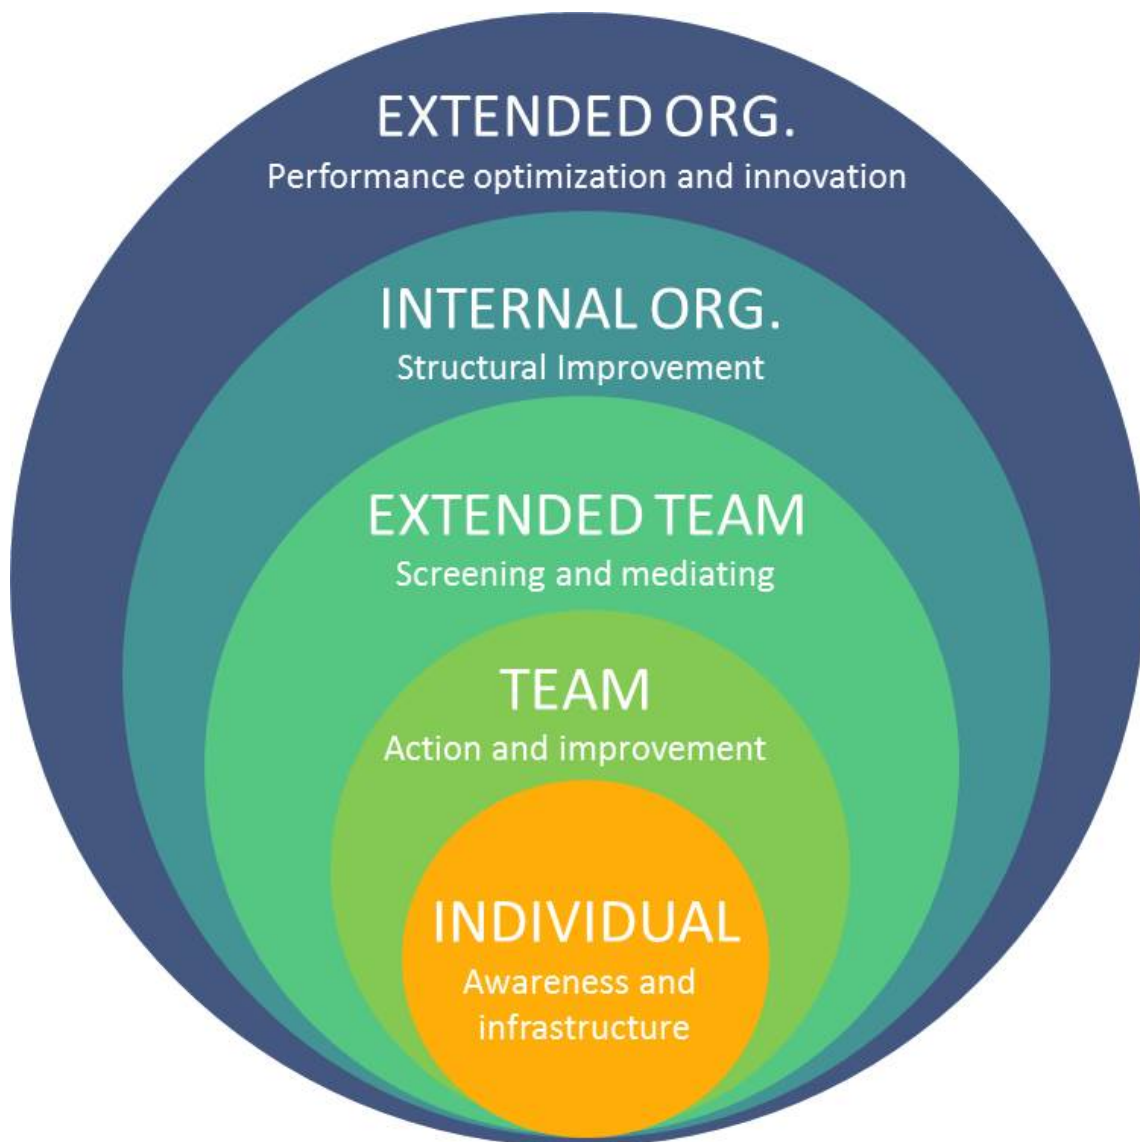 EXTENDED ORG.
Performance optimization and innovation
INTERNAL ORG.
Structural Improvement
EXTENDED TEAM
Screening and mediating
TEAM
Action and improvement
INDIVIDUAL
Awareness and
infrastructure